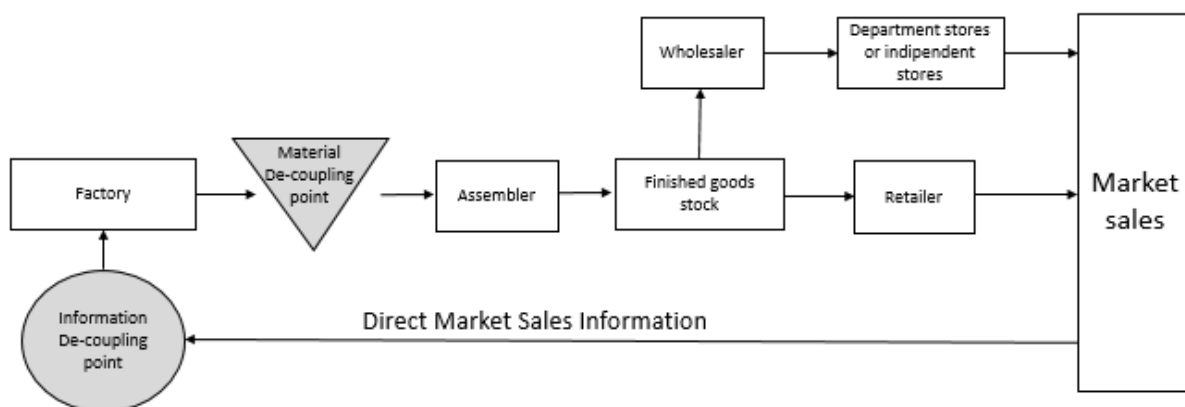 Wholesaler
Department stores
or indipendent
stores
Factory
Material
De-coupling
point
Assembler
Finished goods
stock
Retailer
Market
sales
Information
De-coupling
point
Direct Market Sales Information